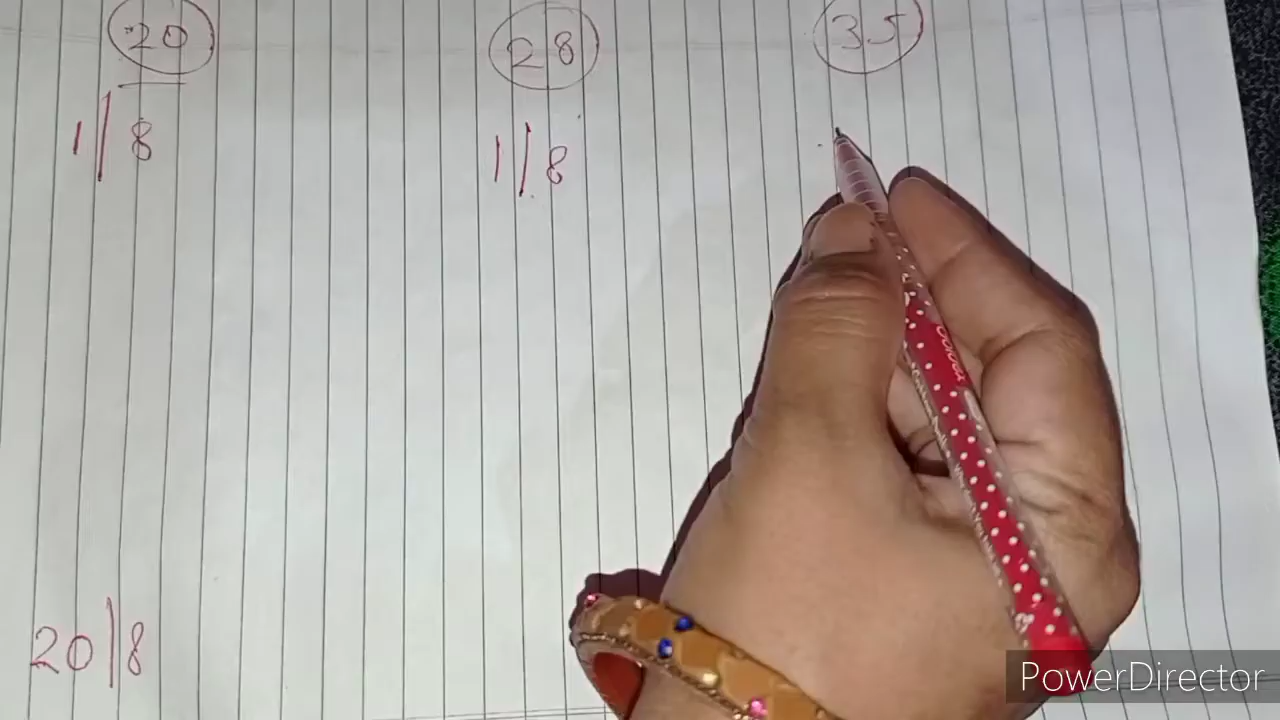 20 28 35
1 | 8 1 | 8
20 | 8
PowerDirector